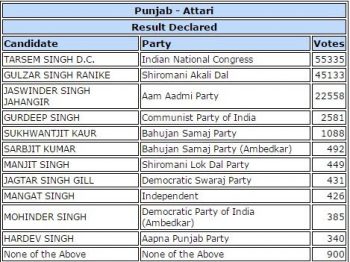 Punjab - Attari
Result Declared
Candidate Party Votes
TARSEM SINGH D.C. Indian National Congress 55335
GULZAR SINGH RANIKE Shiromani Akali Dal 45133
JASWINDER SINGH
JAHANGIR Aam Aadmi Party 22558
GURDEEP SINGH Communist Party of India 2581
SUKHWANTJIT KAUR Bahujan Samaj Party 1088
SARBJIT KUMAR Bahujan Samaj Party (Ambedkar) 492
MANJIT SINGH Shiromani Lok Dal Party 449
JAGTAR SINGH GILL Democratic Swaraj Party 431
MANGAT SINGH Independent 426
MOHINDER SINGH Democratic Party of India
(Ambedkar) 385
HARDEV SINGH Aapna Punjab Party 340
None of the Above None of the Above 900